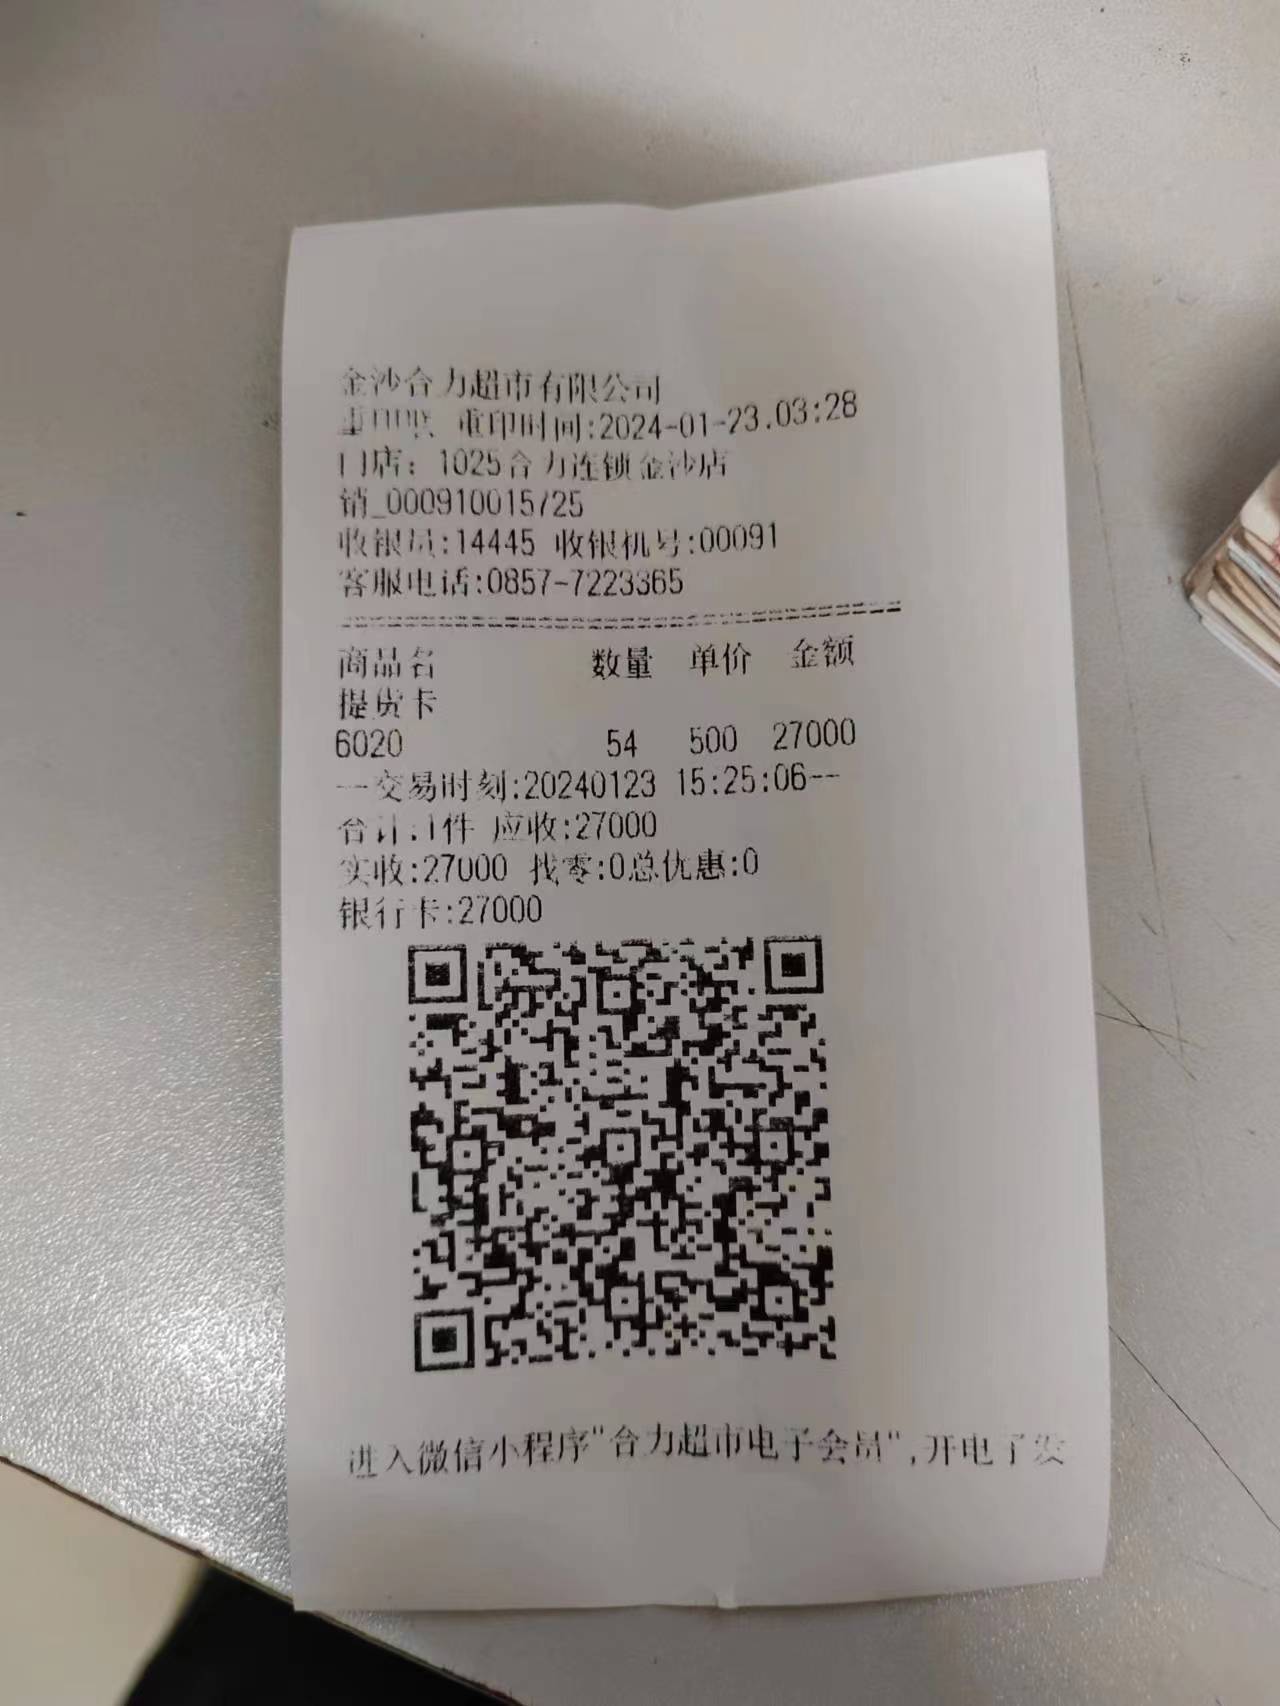 金沙合力超市有限公司
重印联 重印时间:2024-01-23.03:28
门店: 1025合力连锁金沙店
销_000910015725
收银员:14445 收银机号:00091
客服电话:0857-7223365
商品名 数量 单价 金额
提货卡
6020 54 500 27000
--交易时刻:20240123 15:25:06--
合计:1件 应收:27000
实收:27000 找零:0总优惠:0
银行卡:27000
进入微信小程序"合力超市电子会员",开电子发